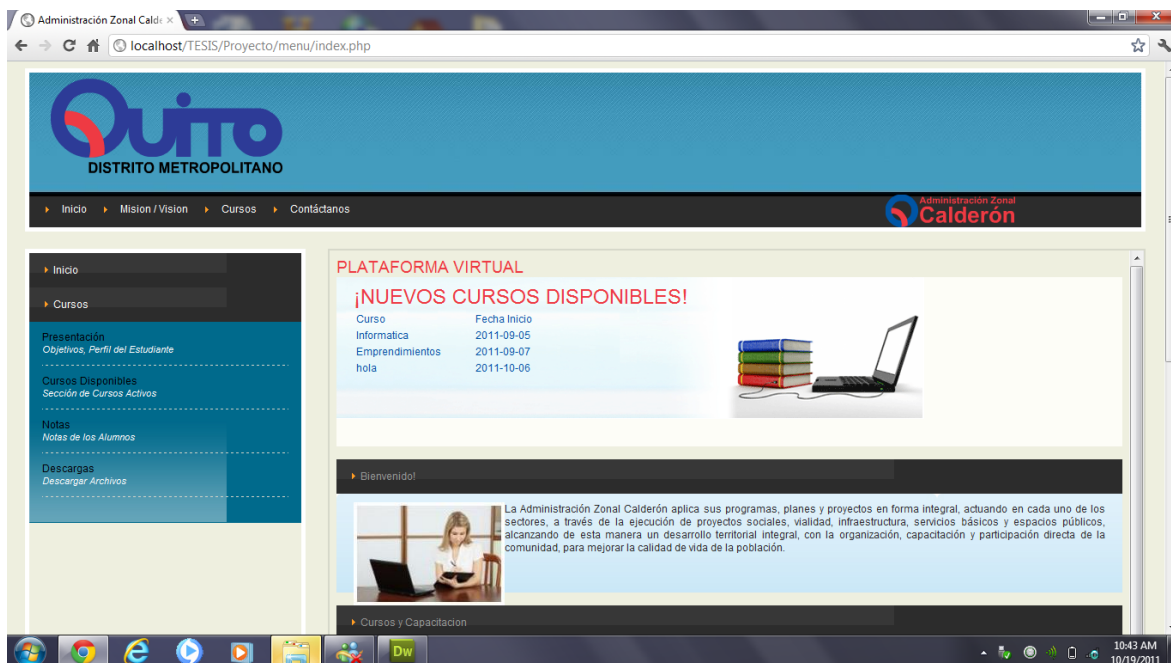 Administración Zonal Calde
localhost/TESIS/Proyecto/menu/index.php
QUITO
DISTRITO METROPOLITANO
Inicio Mision / Vision Cursos Contáctanos
Administración Zonal
Calderón
Inicio
Cursos
Presentación
Objetivos, Perfil del Estudiante
Cursos Disponibles
Sección de Cursos Activos
Notas
Notas de los Alumnos
Descargas
Descargar Archivos
PLATAFORMA VIRTUAL
¡NUEVOS CURSOS DISPONIBLES!
Curso Fecha Inicio
Informatica 2011-09-05
Emprendimientos 2011-09-07
hola 2011-10-06
Bienvenido!
La Administración Zonal Calderón aplica sus programas, planes y proyectos en forma integral, actuando en cada uno de los
sectores, a través de la ejecución de proyectos sociales, vialidad, infraestructura, servicios básicos y espacios públicos,
alcanzando de esta manera un desarrollo territorial integral, con la organización, capacitación y participación directa de la
comunidad, para mejorar la calidad de vida de la población.
Cursos y Capacitacion
Dw
10:43 AM
10/19/2011